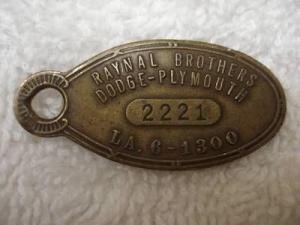 RAYNAL BROTHERS
DODGE-PLYMOUTH
2221
LA. 6-1300